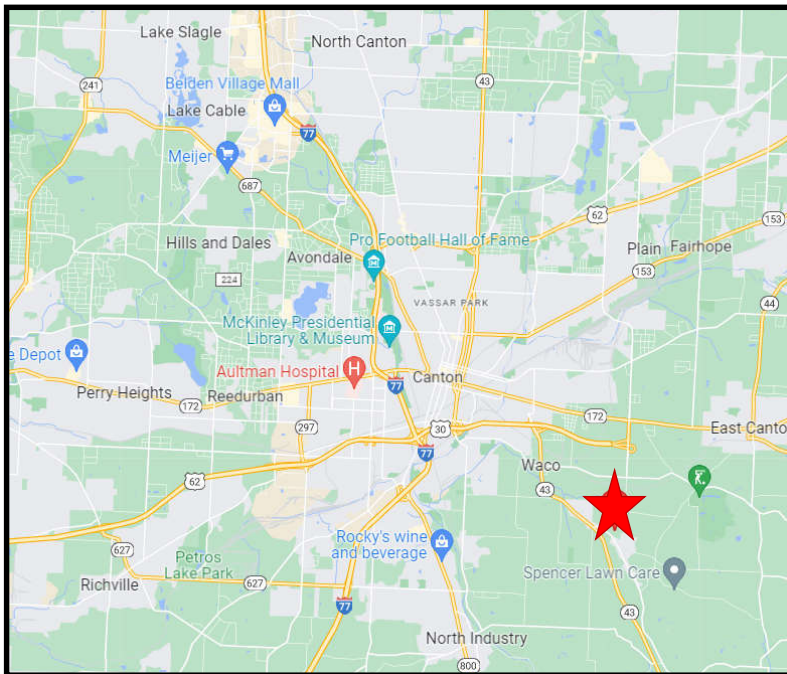 Lake Slagle
North Canton
43
241
Belden Village Mall
Lake Cable
77
Meijer
687
62
153
Hills and Dales
Pro Football Hall of Fame
Plain
Fairhope
Avondale
153
224
VASSAR PARK
44
McKinley Presidential
Library & Museum
e Depot
Aultman Hospital
H
Canton
77
Perry Heights
Reedurban
172
172
297
30
East Canto
77
Waco
62
43
Rocky's wine
and beverage
627
Petros
Lake Park
Spencer Lawn Care
Richville
627
77
43
North Industry
800